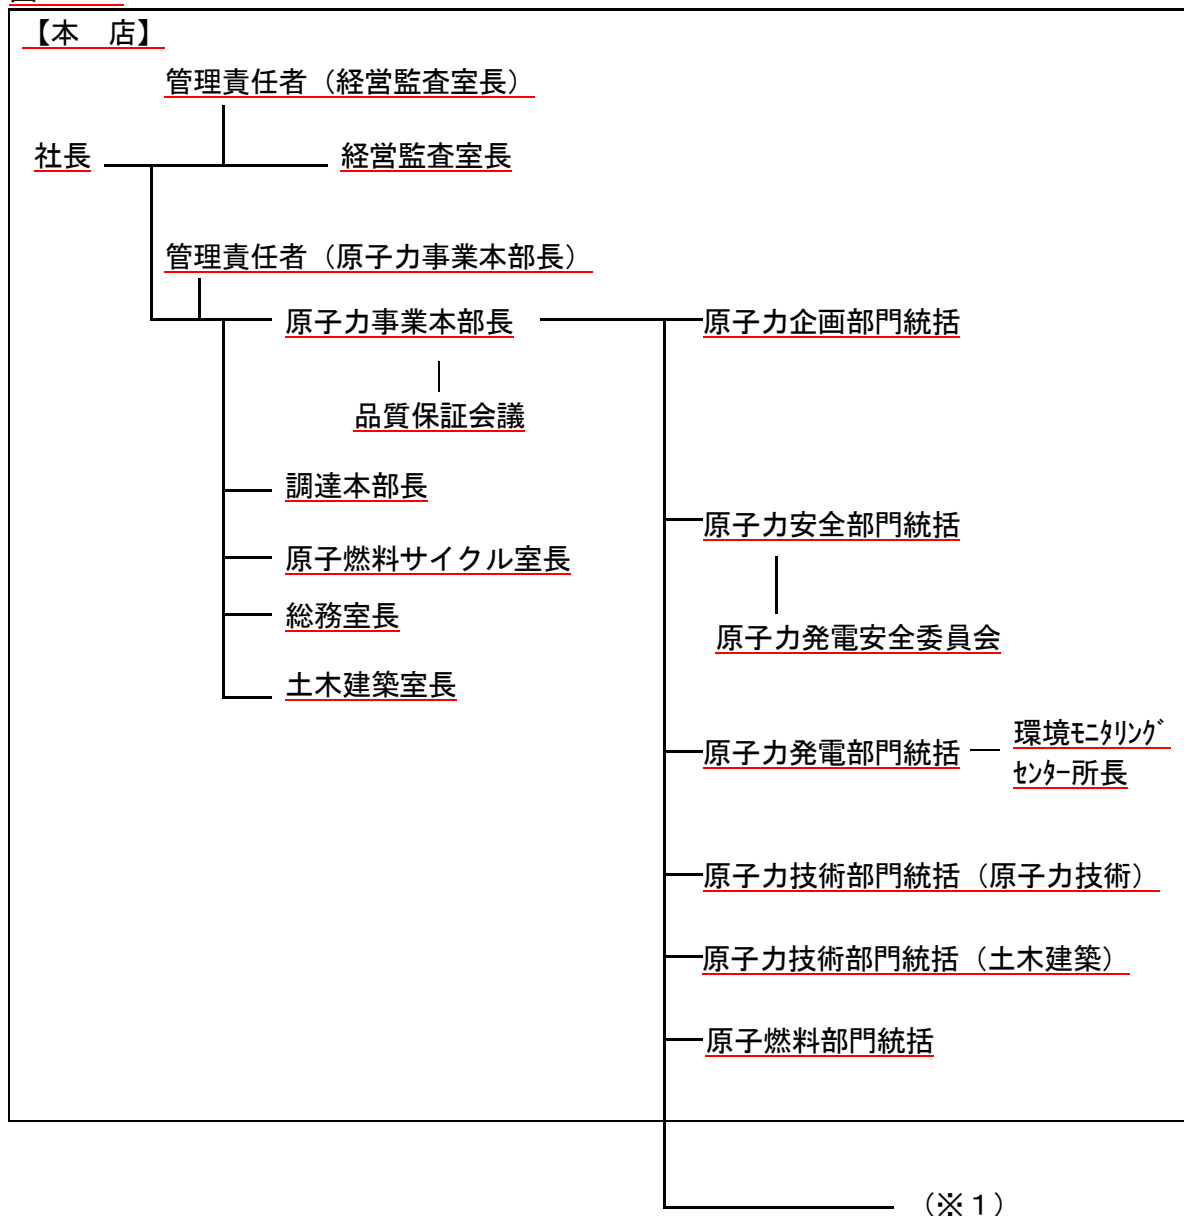 【本　店】
管理責任者（経営監査室長）
社長
経営監査室長
管理責任者（原子力事業本部長）
原子力事業本部長
原子力企画部門統括
品質保証会議
調達本部長
原子力安全部門統括
原子燃料サイクル室長
総務室長
原子力発電安全委員会
土木建築室長
原子力発電部門統括
環境ﾓﾆﾀﾘﾝｸﾞ
ｾﾝﾀｰ所長
原子力技術部門統括（原子力技術）
原子力技術部門統括（土木建築）
原子燃料部門統括
（※１）